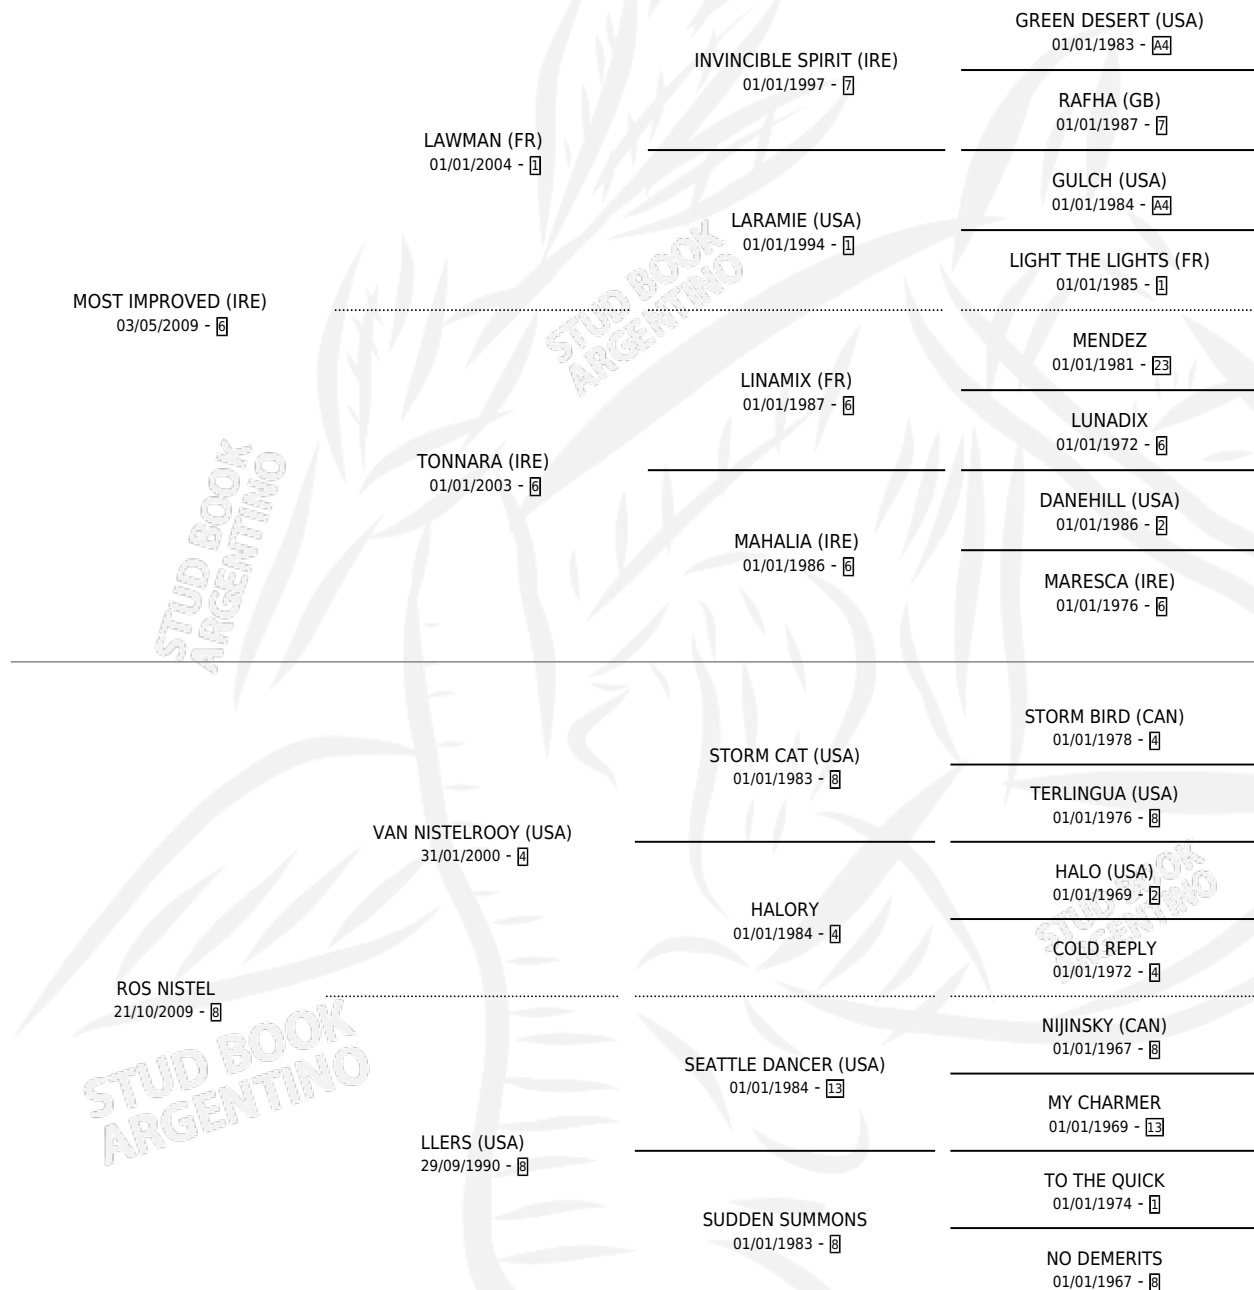 GREEN DESERT (USA)
01/01/1983 - A4
INVINCIBLE SPIRIT (IRE)
01/01/1997 - 7
RAFHA (GB)
01/01/1987 - 7
LAWMAN (FR)
01/01/2004 - 1
GULCH (USA)
01/01/1984 - A4
LARAMIE (USA)
01/01/1994 - 1
LIGHT THE LIGHTS (FR)
01/01/1985 - 1
MOST IMPROVED (IRE)
03/05/2009 - 6
MENDEZ
01/01/1981 - 23
LINAMIX (FR)
01/01/1987 - 6
LUNADIX
01/01/1972 - 6
TONNARA (IRE)
01/01/2003 - 6
DANEHILL (USA)
01/01/1986 - 2
MAHALIA (IRE)
01/01/1986 - 6
MARESCA (IRE)
01/01/1976 - 6
STORM BIRD (CAN)
01/01/1978 - 4
STORM CAT (USA)
01/01/1983 - 8
TERLINGUA (USA)
01/01/1976 - 8
VAN NISTELROOY (USA)
31/01/2000 - 4
HALO (USA)
01/01/1969 - 2
HALORY
01/01/1984 - 4
COLD REPLY
01/01/1972 - 4
ROS NISTEL
21/10/2009 - 8
NIJINSKY (CAN)
01/01/1967 - 8
SEATTLE DANCER (USA)
01/01/1984 - 13
MY CHARMER
01/01/1969 - 13
LLERS (USA)
29/09/1990 - 8
TO THE QUICK
01/01/1974 - 1
SUDDEN SUMMONS
01/01/1983 - 8
NO DEMERITS
01/01/1967 - 8
STUD BOOK
ARGENTINO
STUD BOOK
ARGENTINO
STUD BOOK
ARGENTINO
STUD BOOK
ARGENTINO